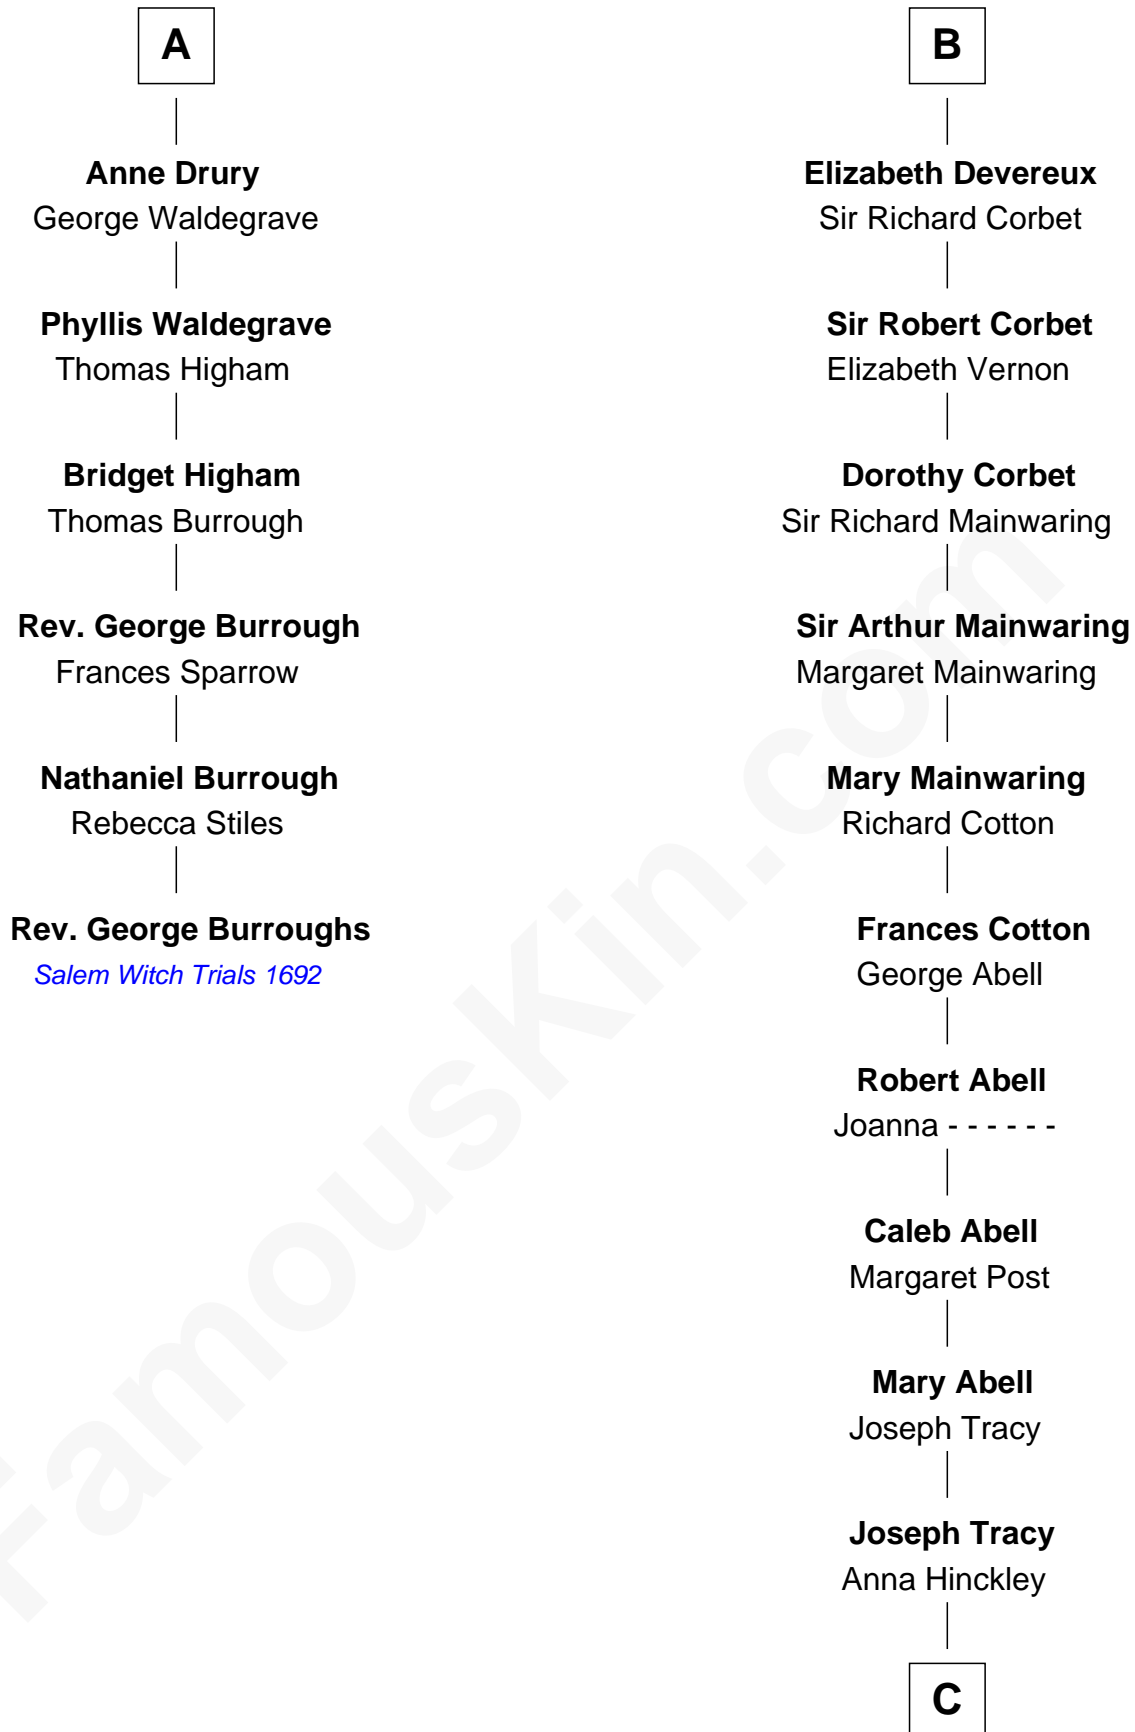 A
Anne Drury
George Waldegrave
Phyllis Waldegrave
Thomas Higham
Bridget Higham
Thomas Burrough
Rev. George Burrough
Frances Sparrow
Nathaniel Burrough
Rebecca Stiles
Rev. George Burroughs
Salem Witch Trials 1692
B
Elizabeth Devereux
Sir Richard Corbet
Sir Robert Corbet
Elizabeth Vernon
Dorothy Corbet
Sir Richard Mainwaring
Sir Arthur Mainwaring
Margaret Mainwaring
Mary Mainwaring
Richard Cotton
Frances Cotton
George Abell
Robert Abell
Joanna - - - - - -
Caleb Abell
Margaret Post
Mary Abell
Joseph Tracy
Joseph Tracy
Anna Hinckley
C
FamousKin.com